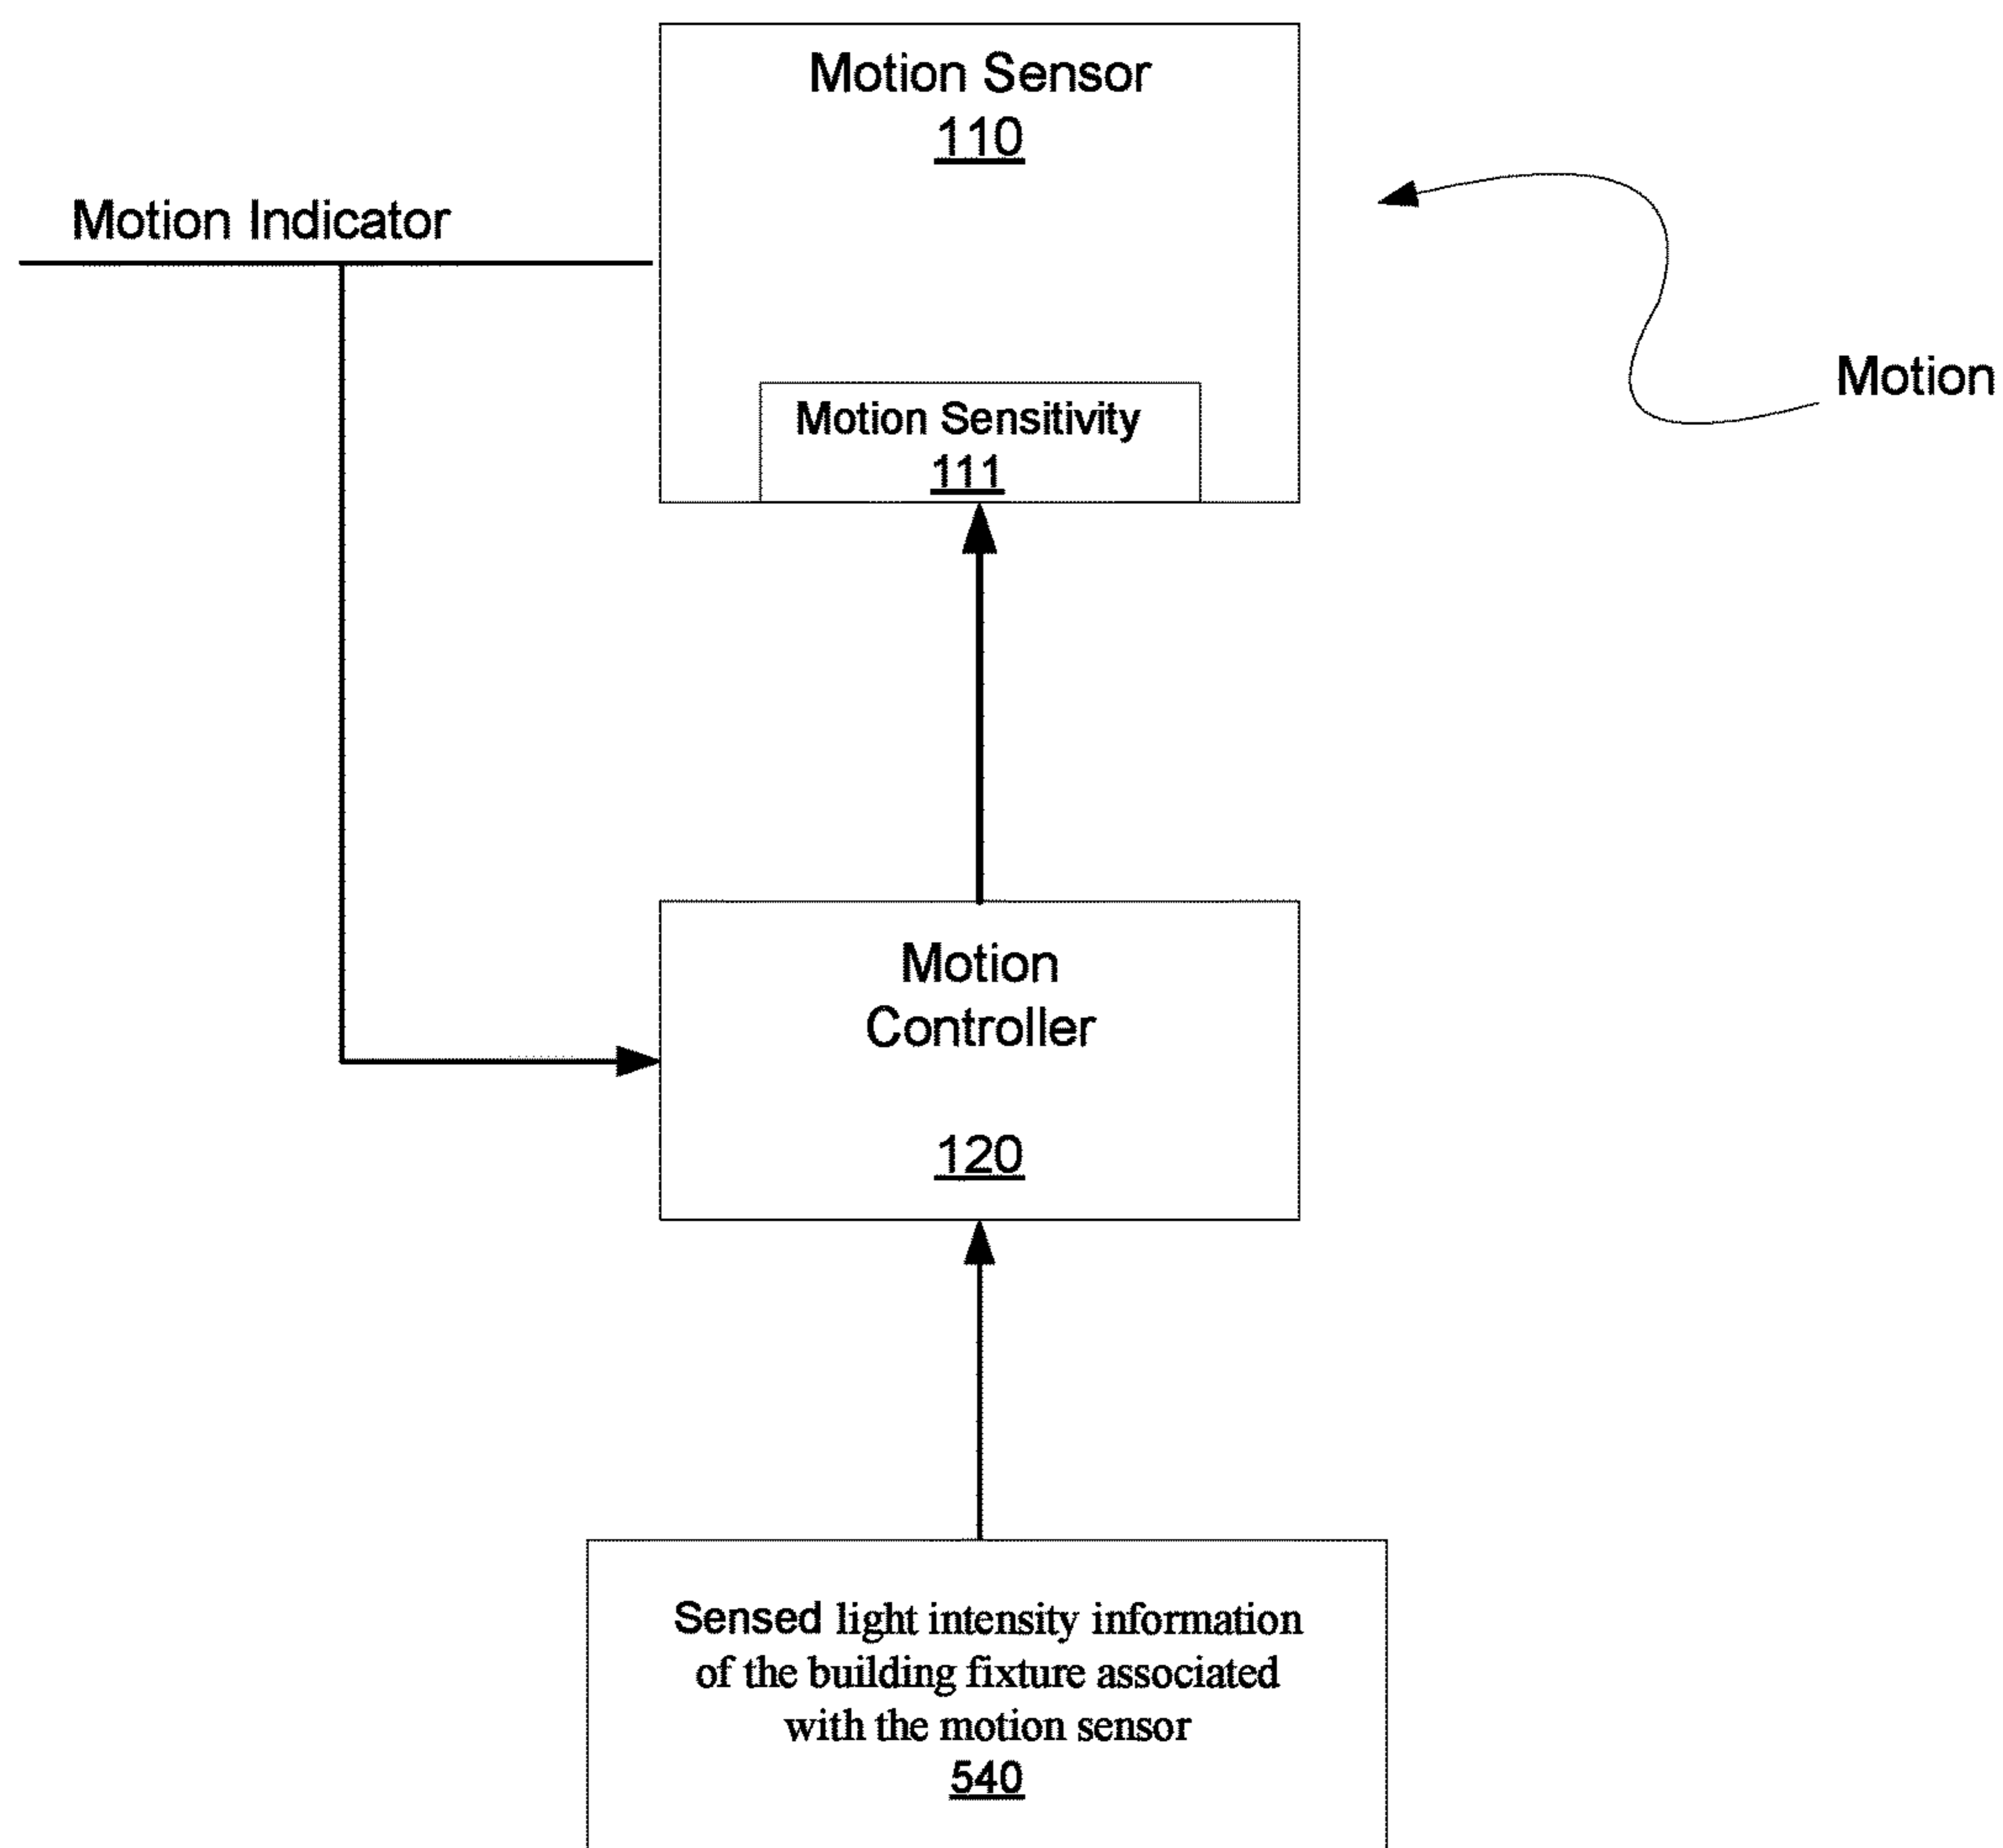 Motion Sensor
110
Motion Indicator
Motion
Motion Sensitivity
111
Motion
Controller
120
Sensed light intensity information
of the building fixture associated
with the motion sensor
540